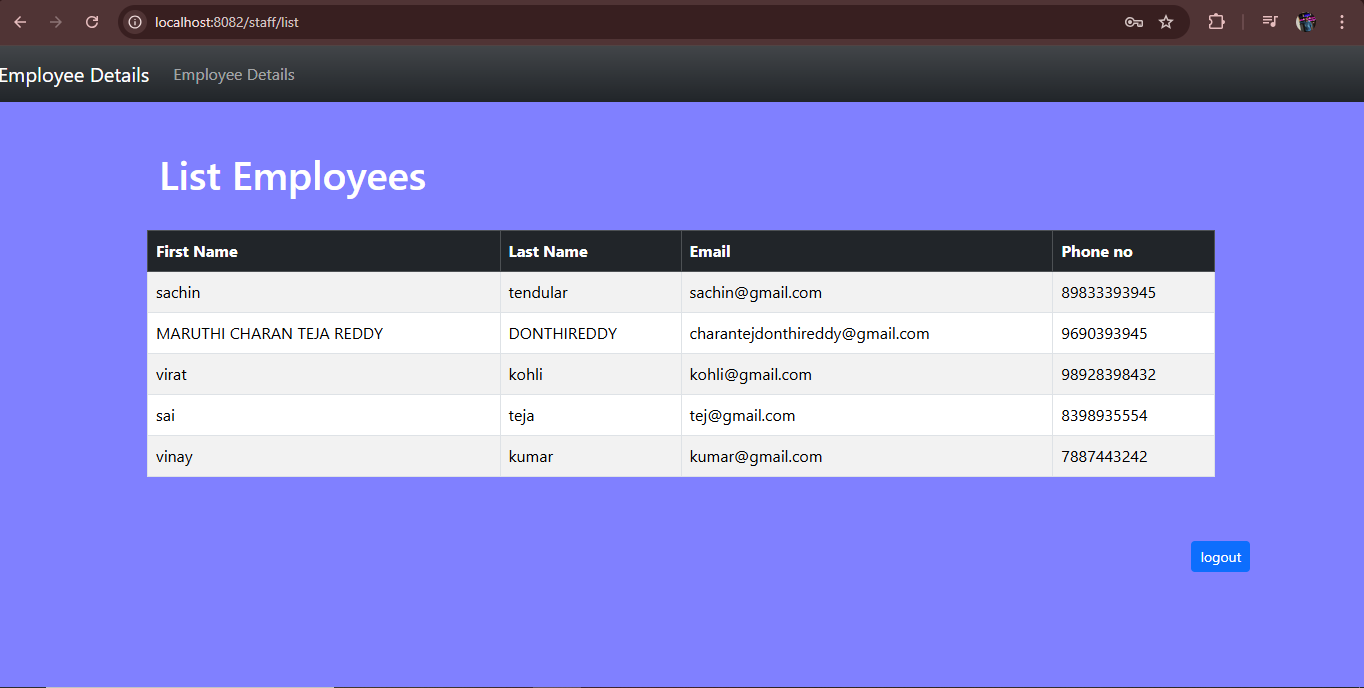 localhost:8082/staff/list
Employee Details Employee Details
List Employees
First Name Last Name Email Phone no
sachin tendular sachin@gmail.com 89833393945
MARUTHI CHARAN TEJA REDDY DONTHIREDDY charantejdonthireddy@gmail.com 9690393945
virat kohli kohli@gmail.com 98928398432
sai teja tej@gmail.com 8398935554
vinay kumar kumar@gmail.com 7887443242
logout